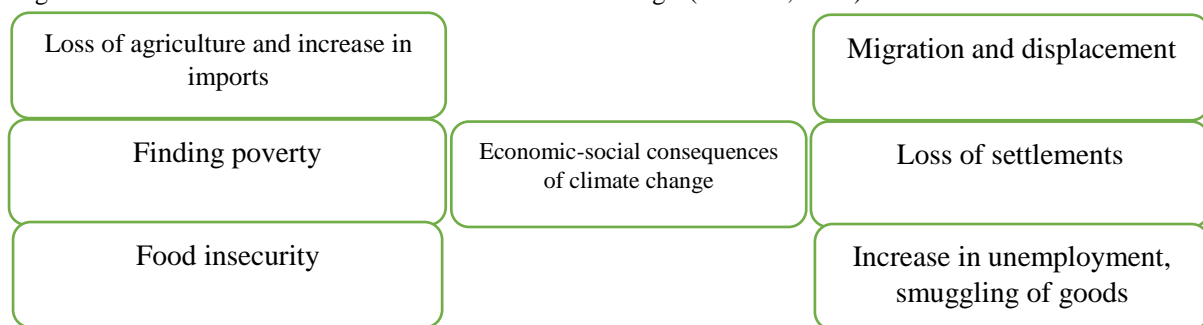 Loss of agriculture and increase in
imports
Finding poverty
Food insecurity
Economic-social consequences
of climate change
Migration and displacement
Loss of settlements
Increase in unemployment,
smuggling of goods